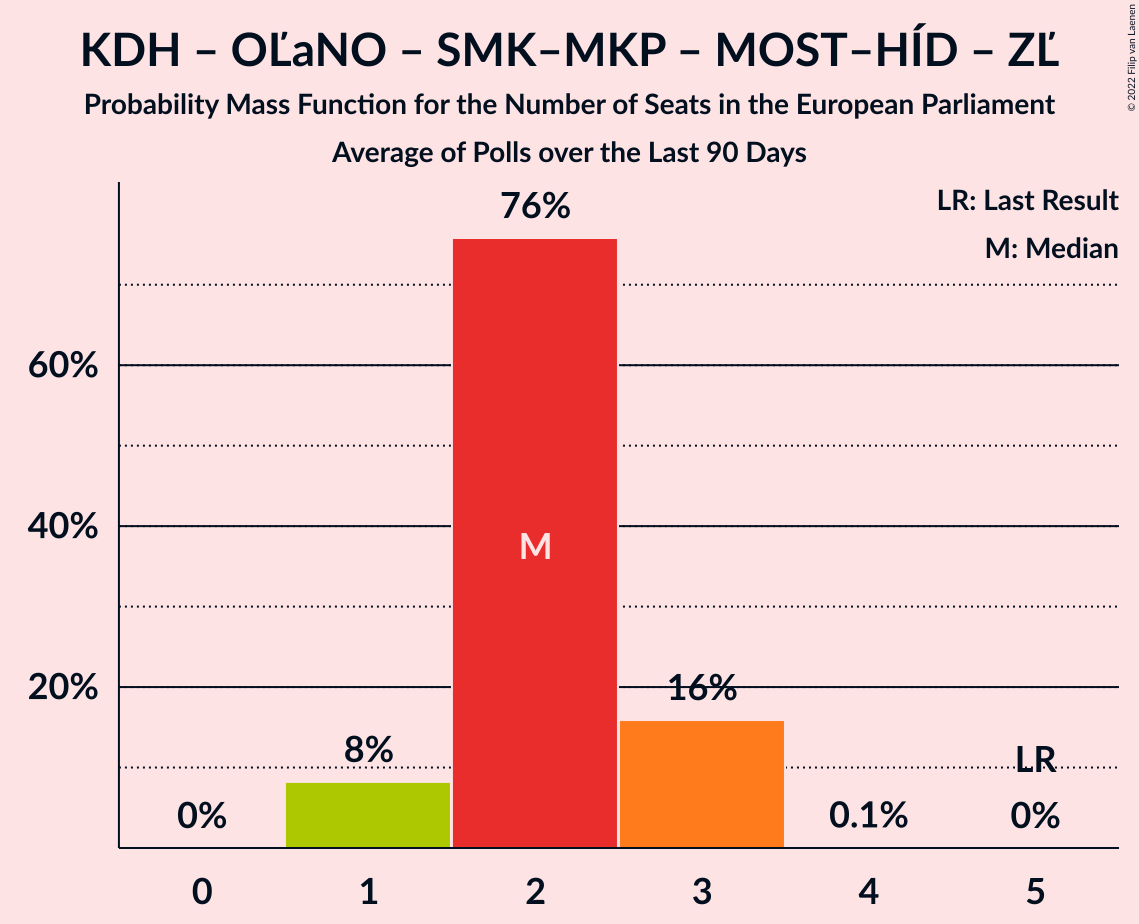 KDH – OĽaNO – SMK–MKP – MOST–HÍD – ZĽ
Probability Mass Function for the Number of Seats in the European Parliament
Average of Polls over the Last 90 Days
© 2022 Filip van Laenen
LR: Last Result
M: Median
76%
60%
40%
M
20%
16%
8%
LR
0%
0.1%
0%
0 1 2 3 4 5